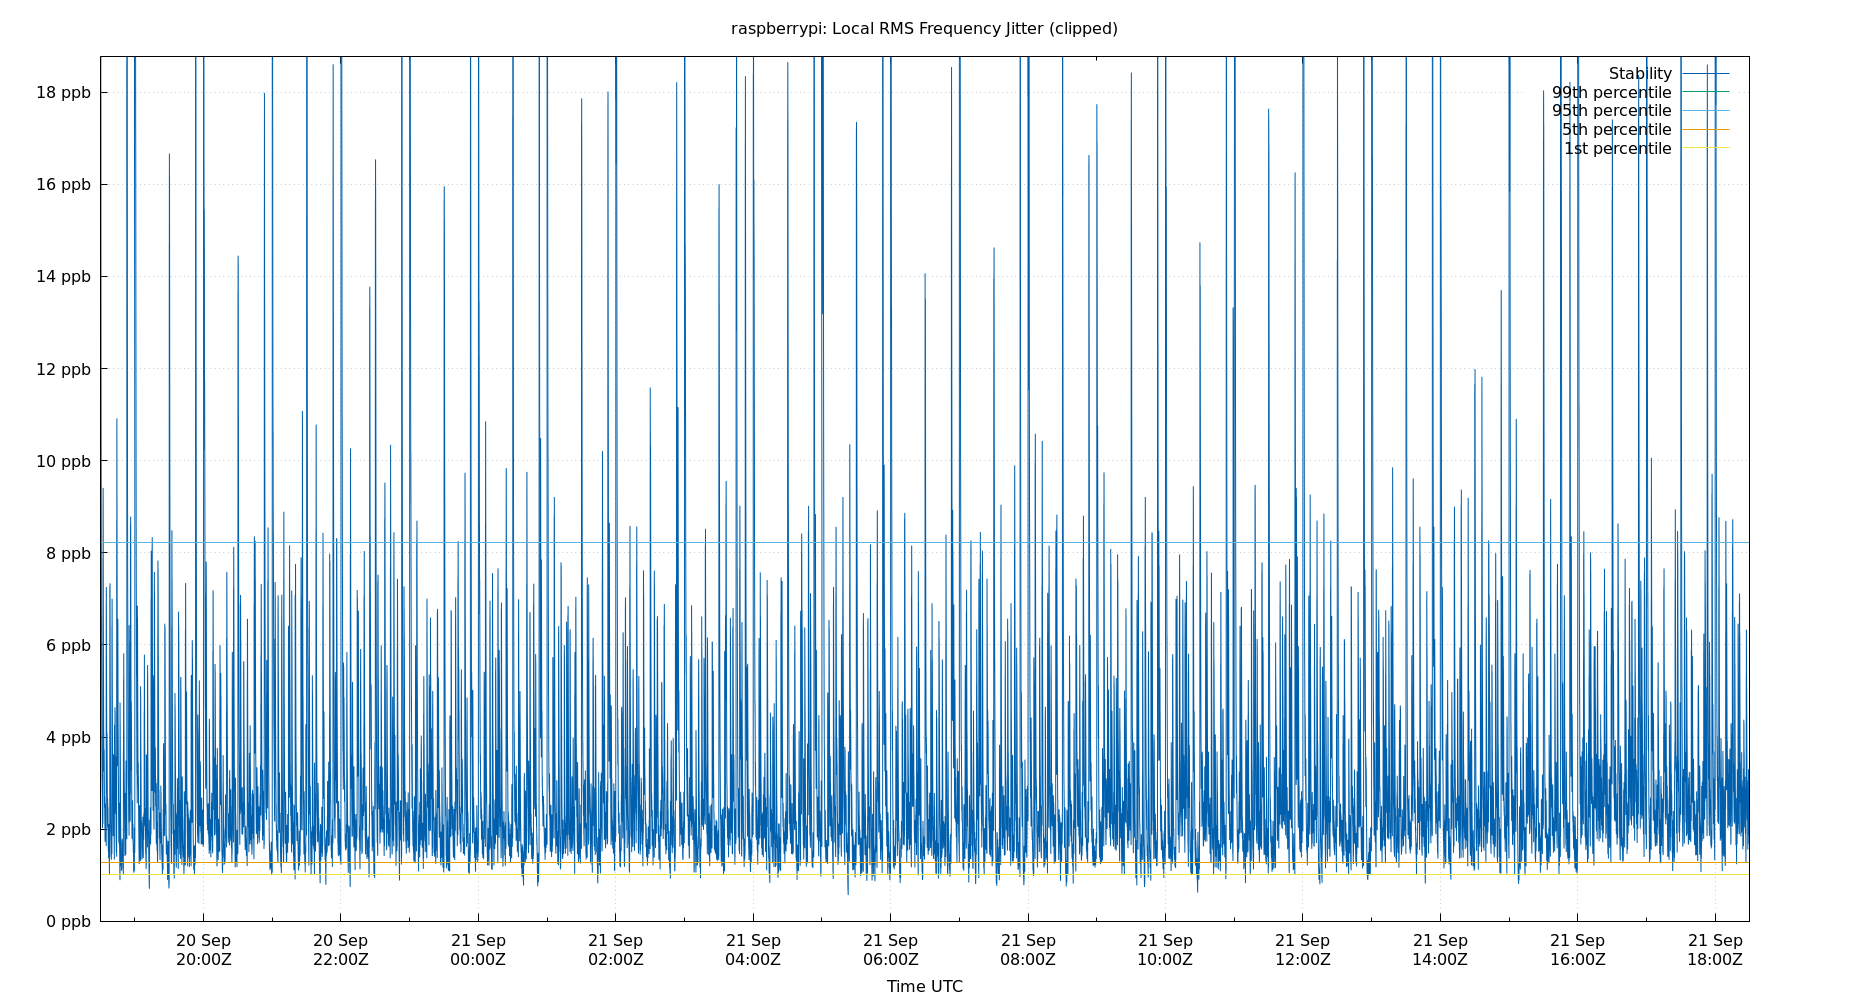 raspberrypi: Local RMS Frequency Jitter (clipped)
Stability
99th percentile
95th percentile
5th percentile
1st percentile
18 ppb
16 ppb
14 ppb
12 ppb
10 ppb
8 ppb
6 ppb
4 ppb
2 ppb
0 ppb
20 Sep 20 Sep 21 Sep 21 Sep 21 Sep 21 Sep 21 Sep 21 Sep 21 Sep 21 Sep 21 Sep 21 Sep
20:00Z 22:00Z 00:00Z 02:00Z 04:00Z 06:00Z 08:00Z 10:00Z 12:00Z 14:00Z 16:00Z 18:00Z
Time UTC